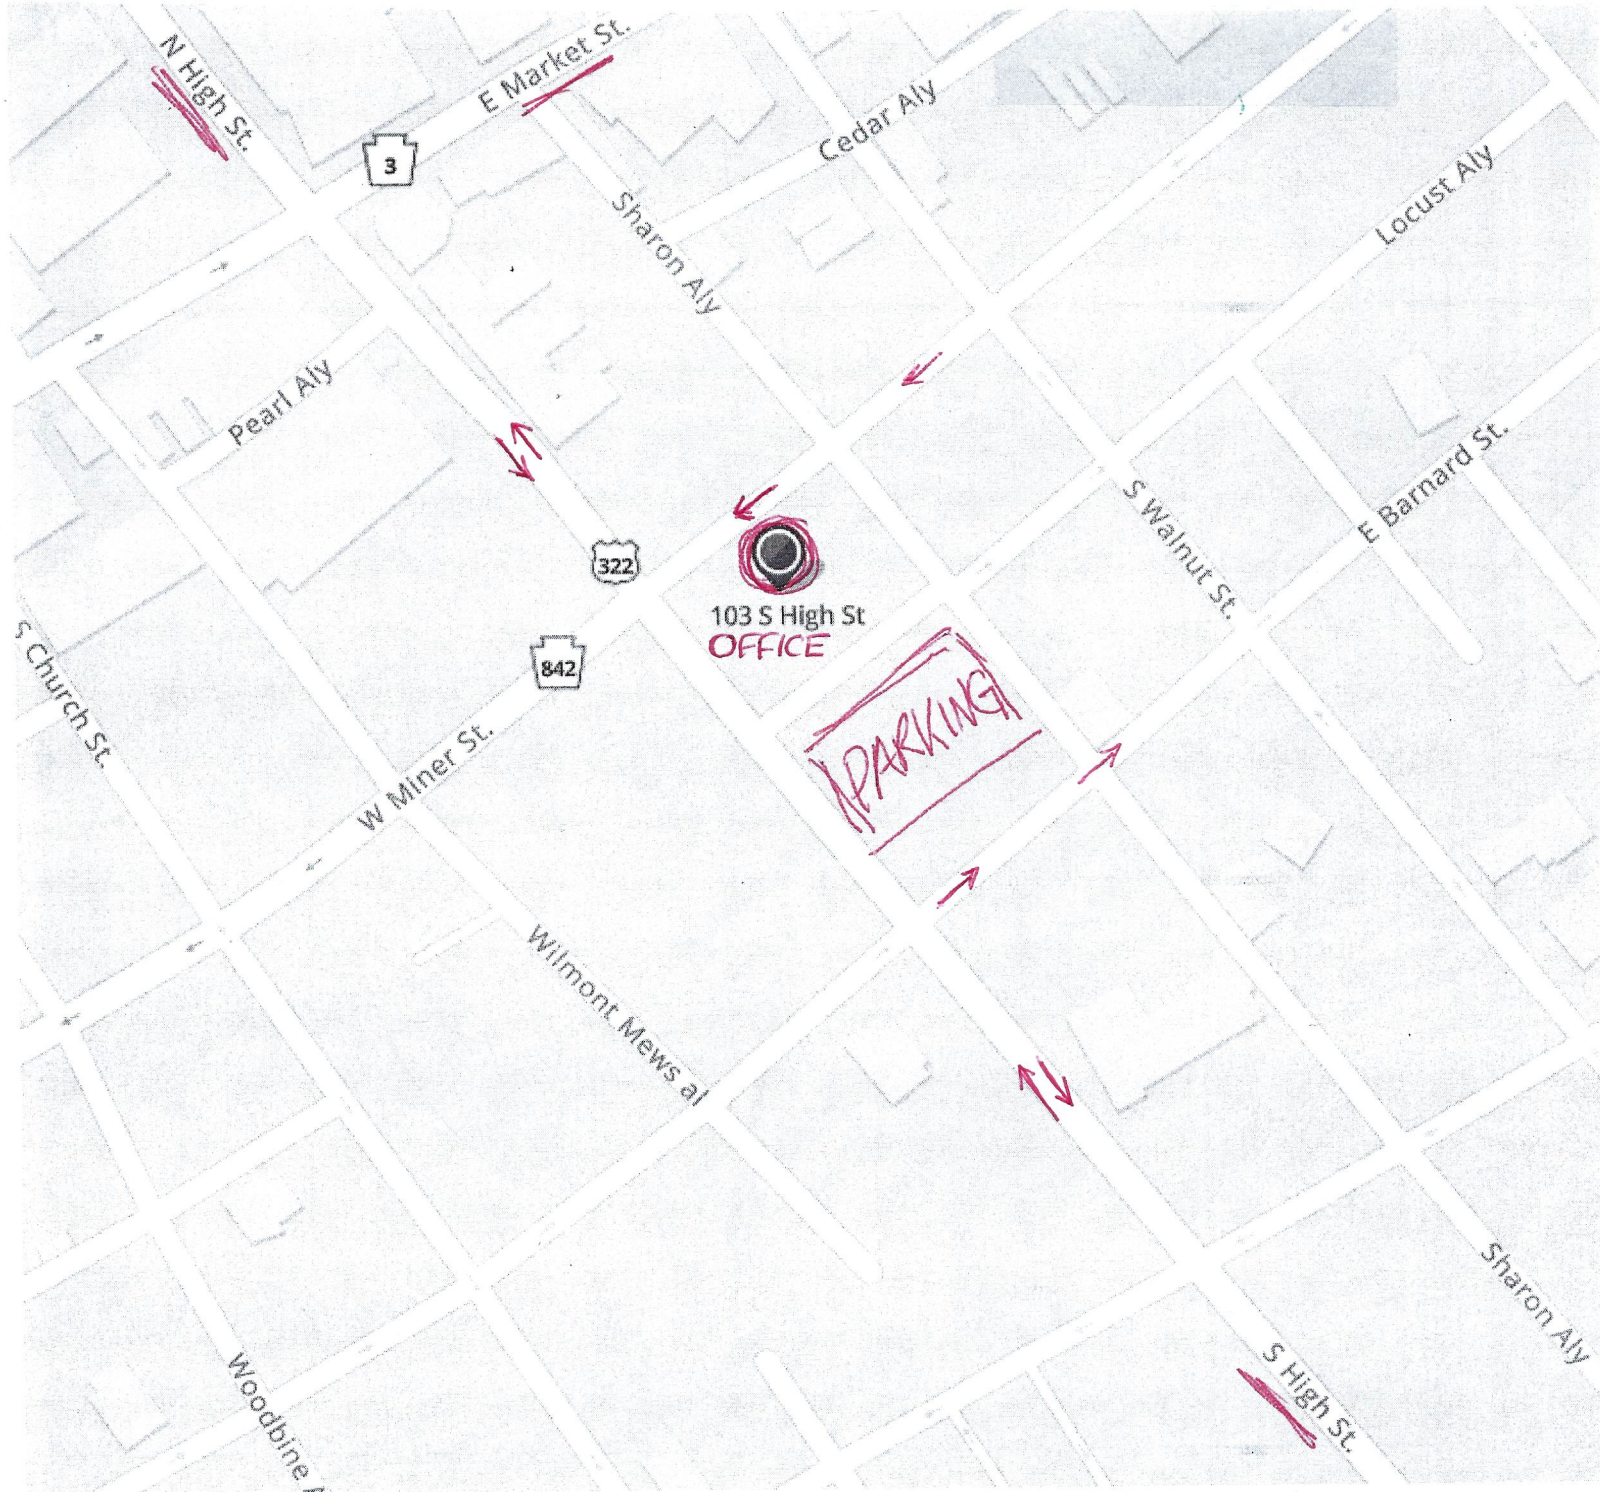 N High St.
E Market St.
3
Cedar Aly
Sharon Aly
Locust Aly
Pearl Aly
E Barnard St.
S Walnut St.
322
103 S High St
OFFICE
842
S Church St.
PARKING
W Miner St.
Wilmont Mews al
Sharon Aly
S High St.
Woodbine A